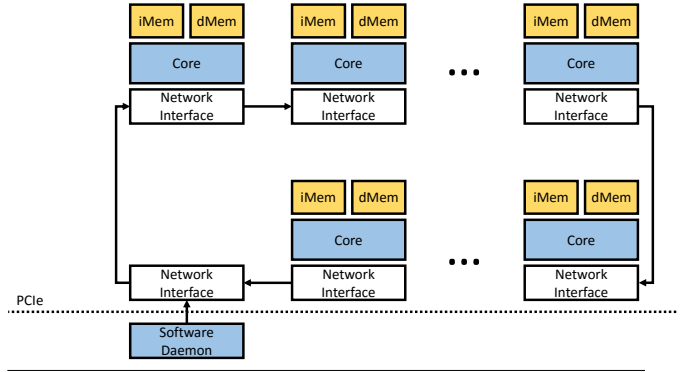 iMem dMem iMem dMem iMem dMem
Core Core ... Core
Network Network Network
Interface Interface Interface
iMem dMem iMem dMem
Core ... Core
Network Network Network
Interface Interface Interface
PCIe
Software
Daemon